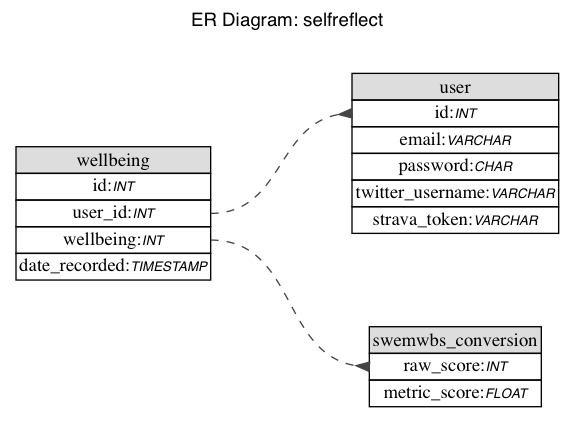 ER Diagram: selfreflect
wellbeing
id:INT
user_id:INT
wellbeing:INT
date_recorded:TIMESTAMP
user
id:INT
email:VARCHAR
password:CHAR
twitter_username:VARCHAR
strava_token:VARCHAR
swemwbs_conversion
raw_score:INT
metric_score:FLOAT